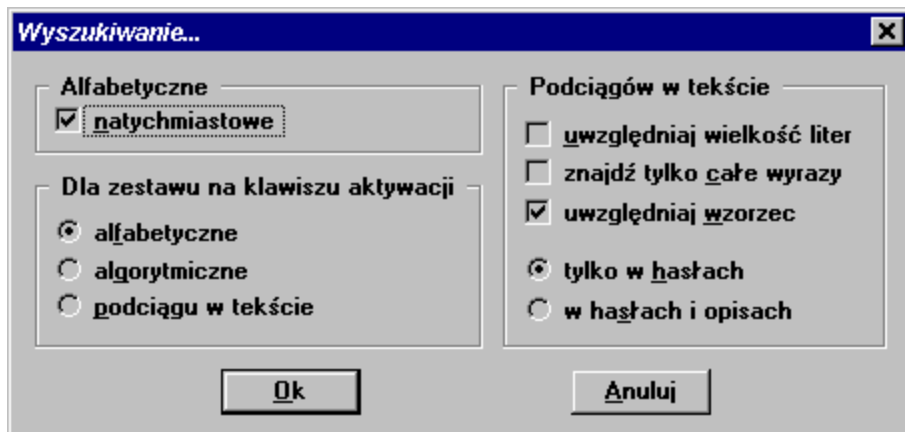 Wyszukiwanie...
Alfabetyczne
natychmiastowe
Dla zestawu na klawiszu aktywacji
alfabetyczne
algorytmiczne
podciągu w tekście
Podciągów w tekście
uwzględniaj wielkość liter
znajdź tylko całe wyrazy
uwzględniaj wzorzec
tylko w hasłach
w hasłach i opisach
Ok
Anuluj